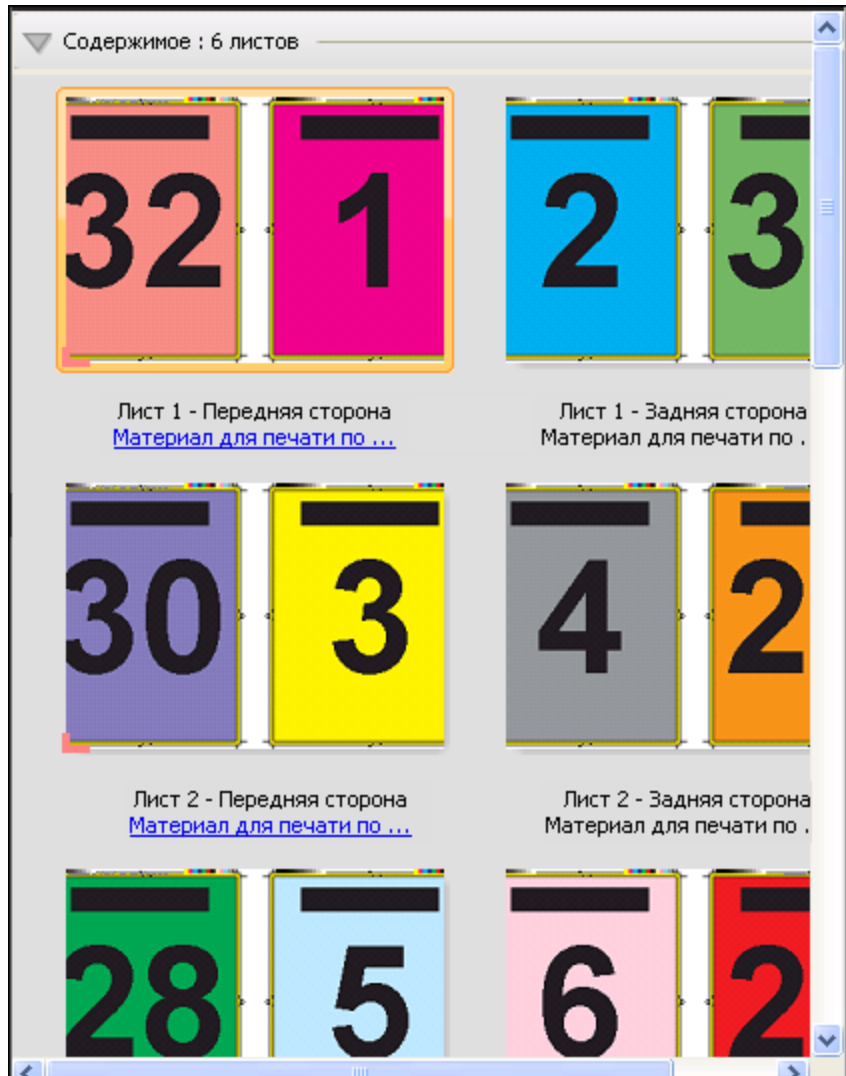 Содержимое : 6 листов
32 1 2 3
Лист 1 - Передняя сторона Лист 1 - Задняя сторона
Материал для печати по ... Материал для печати по .
30 3 4 2
Лист 2 - Передняя сторона Лист 2 - Задняя сторона
Материал для печати по ... Материал для печати по .
28 5 6 2